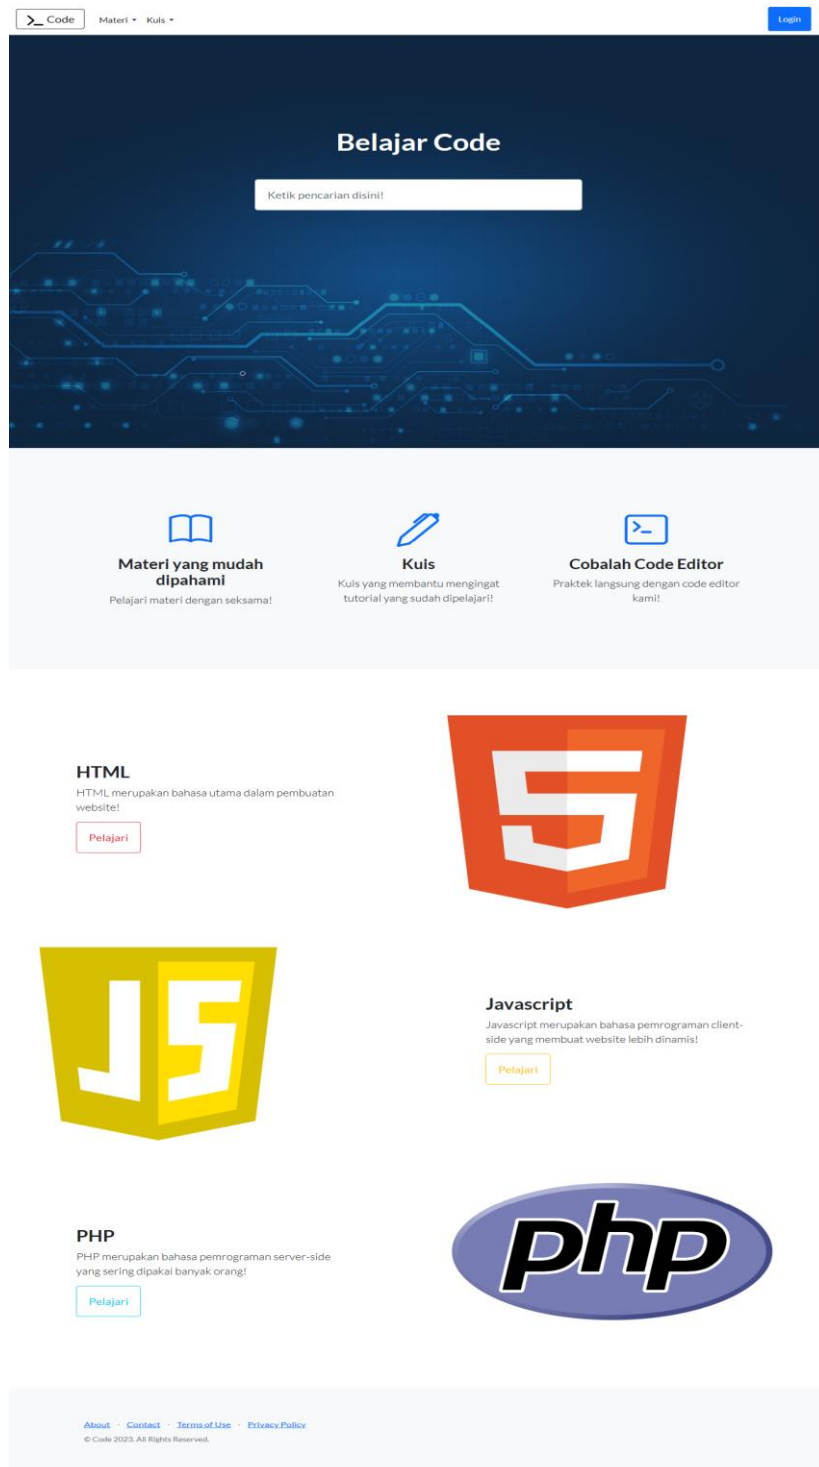 Code Materi Kuis Login
Belajar Code
Ketik pencarian disini!
Materi yang mudah
dipahami
Pelajari materi dengan seksama!
Kuis
Kuis yang membantu mengingat
tutorial yang sudah dipelajari!
Cobalah Code Editor
Praktek langsung dengan code editor
kami!
HTML
HTML merupakan bahasa utama dalam pembuatan
website!
Pelajari
5
JS
Javascript
Javascript merupakan bahasa pemrograman client-
side yang membuat website lebih dinamis!
Pelajari
PHP
PHP merupakan bahasa pemrograman server-side
yang sering dipakai banyak orang!
Pelajari
php
About · Contact · Terms of Use · Privacy Policy
© Code 2023. All Rights Reserved.